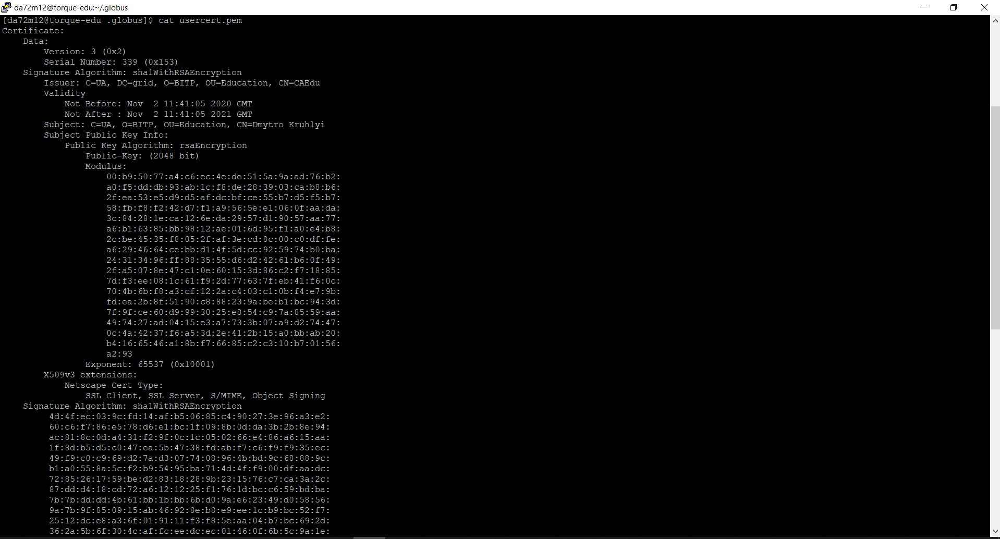 da72m12@torque-edu:~/.globus
[da72m12@torque-edu .globus]$ cat usercert.pem
Certificate:
    Data:
        Version: 3 (0x2)
        Serial Number: 339 (0x153)
    Signature Algorithm: sha1WithRSAEncryption
        Issuer: C=UA, DC=grid, O=BITP, OU=Education, CN=CAEdu
        Validity
            Not Before: Nov  2 11:41:05 2020 GMT
            Not After : Nov  2 11:41:05 2021 GMT
        Subject: C=UA, O=BITP, OU=Education, CN=Dmytro Kruhlyi
        Subject Public Key Info:
            Public Key Algorithm: rsaEncryption
                Public-Key: (2048 bit)
                Modulus:
                    00:b9:50:77:a4:c6:ec:4e:de:51:5a:9a:ad:76:b2:
                    a0:f5:dd:db:93:ab:1c:f8:de:28:39:03:ca:b8:b6:
                    2f:ea:53:e5:d9:d5:af:dc:bf:ce:55:b7:d5:f5:b7:
                    58:fb:f8:f2:42:d7:f1:a9:56:5e:e1:06:0f:aa:da:
                    3c:84:28:1e:ca:12:6e:da:29:57:d1:90:57:aa:77:
                    a6:b1:63:85:bb:98:12:ae:01:6d:95:f1:a0:e4:b8:
                    2c:be:45:35:f8:05:2f:af:3e:cd:8c:00:c0:df:fe:
                    a6:29:46:64:ce:bb:d1:4f:5d:cc:92:59:74:b0:ba:
                    24:31:34:96:ff:88:35:55:d6:d2:42:61:b6:0f:49:
                    2f:a5:07:8e:47:c1:0e:60:15:3d:86:c2:f7:18:85:
                    7d:f3:ee:08:1c:61:f9:2d:77:63:7f:eb:41:f6:0c:
                    70:4b:6b:f8:a3:cf:12:2a:c4:03:c1:0b:f4:e7:9b:
                    fd:ea:2b:8f:51:90:c8:88:23:9a:be:b1:bc:94:3d:
                    7f:9f:ce:60:d9:99:30:25:e8:54:c9:7a:85:59:aa:
                    49:74:27:ad:04:15:e3:a7:73:3b:07:a9:d2:74:47:
                    0c:4a:42:37:f6:a5:3d:2e:41:2b:15:a0:bb:ab:20:
                    b4:16:65:46:a1:8b:f7:66:85:c2:c3:10:b7:01:56:
                    a2:93
                Exponent: 65537 (0x10001)
        X509v3 extensions:
            Netscape Cert Type:
                SSL Client, SSL Server, S/MIME, Object Signing
    Signature Algorithm: sha1WithRSAEncryption
         4d:4f:ec:03:9c:fd:14:af:b5:06:85:c4:90:27:3e:96:a3:e2:
         60:c6:f7:86:e5:78:d6:e1:bc:1f:09:8b:0d:da:3b:2b:8e:94:
         ac:81:8c:0d:a4:31:f2:9f:0c:1c:05:02:66:e4:86:a6:15:aa:
         1f:8d:b5:d5:c0:47:ea:5b:47:38:fd:ab:f7:c6:f9:f9:35:ec:
         49:f9:c0:c9:69:d2:7a:d3:07:74:08:96:4b:bd:9c:68:88:9c:
         b1:a0:55:8a:5c:f2:b9:54:95:ba:71:4d:4f:f9:00:df:aa:dc:
         72:85:26:17:59:be:d2:83:18:28:9b:23:15:76:c7:ca:3a:2c:
         87:dd:d4:18:cd:72:a6:12:12:25:f1:76:1d:bc:c6:59:bd:ba:
         7b:7b:dd:dd:4b:61:bb:1b:bb:6b:d0:9a:e6:23:49:d0:58:56:
         9a:7b:9f:85:09:15:ab:46:92:8e:b8:e9:ee:1c:b9:bc:52:f7:
         25:12:dc:e8:a3:6f:01:91:11:f3:f8:5e:aa:04:b7:bc:69:2d:
         36:2a:5b:6f:30:4c:af:fc:ee:dc:ec:01:46:0f:6b:5c:9a:1e: